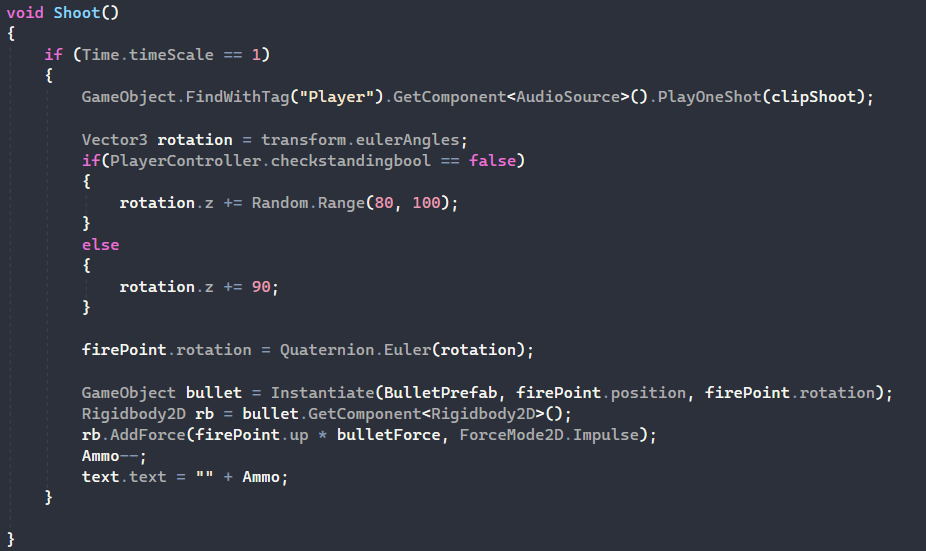 void Shoot()
{
    if (Time.timeScale == 1)
    {
        GameObject.FindWithTag("Player").GetComponent<AudioSource>().PlayOneShot(clipShoot);

        Vector3 rotation = transform.eulerAngles;
        if(PlayerController.checkstandingbool == false)
        {
            rotation.z += Random.Range(80, 100);
        }
        else
        {
            rotation.z += 90;
        }

        firePoint.rotation = Quaternion.Euler(rotation);

        GameObject bullet = Instantiate(BulletPrefab, firePoint.position, firePoint.rotation);
        Rigidbody2D rb = bullet.GetComponent<Rigidbody2D>();
        rb.AddForce(firePoint.up * bulletForce, ForceMode2D.Impulse);
        Ammo--;
        text.text = "" + Ammo;
    }

}